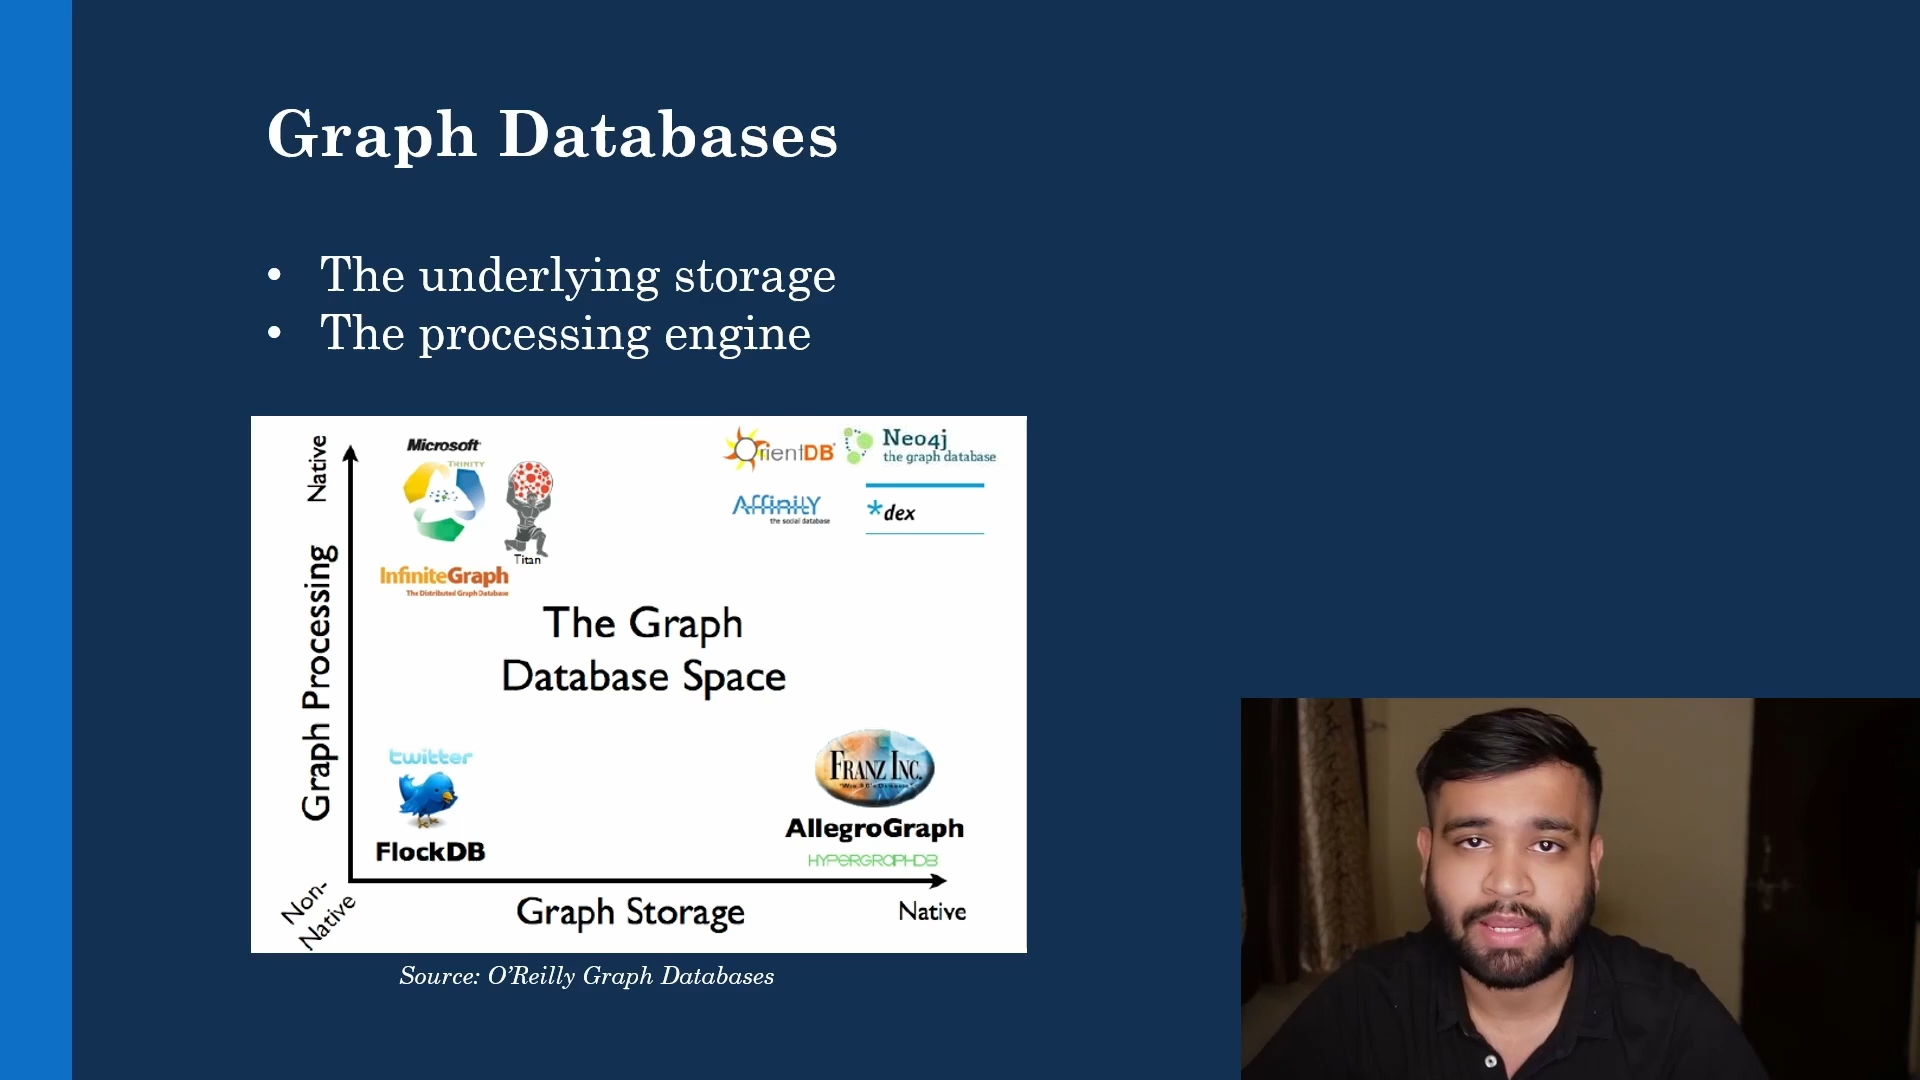 Graph Databases
• The underlying storage
• The processing engine
Native
Graph Processing
Non-
Native
Microsoft
TRINITY
Titan
InfiniteGraph
The Distributed Graph Database
OrientDB
Neo4j
the graph database
AffinitY
the social database
*dex
The Graph
Database Space
twitter
FlockDB
FRANZ INC.
AllegroGraph
HYPERGRAPHDB
Graph Storage
Native
Source: O'Reilly Graph Databases